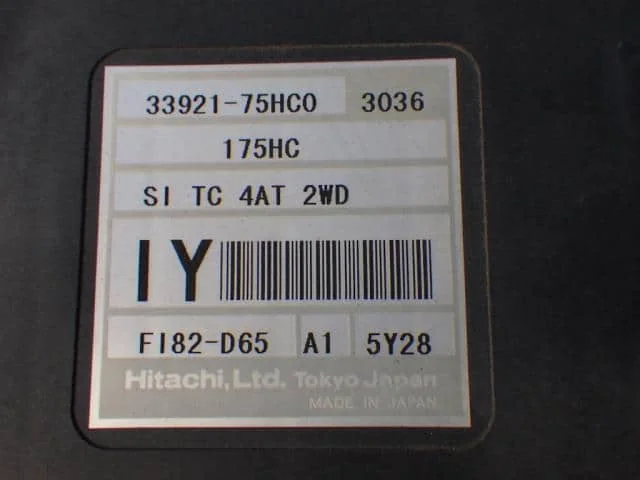 33921-75HC0 3036
175HC
SI TC 4AT 2WD
IY
FI82-D65 A1 5Y28
Hitachi, Ltd. Tokyo Japan
MADE IN JAPAN